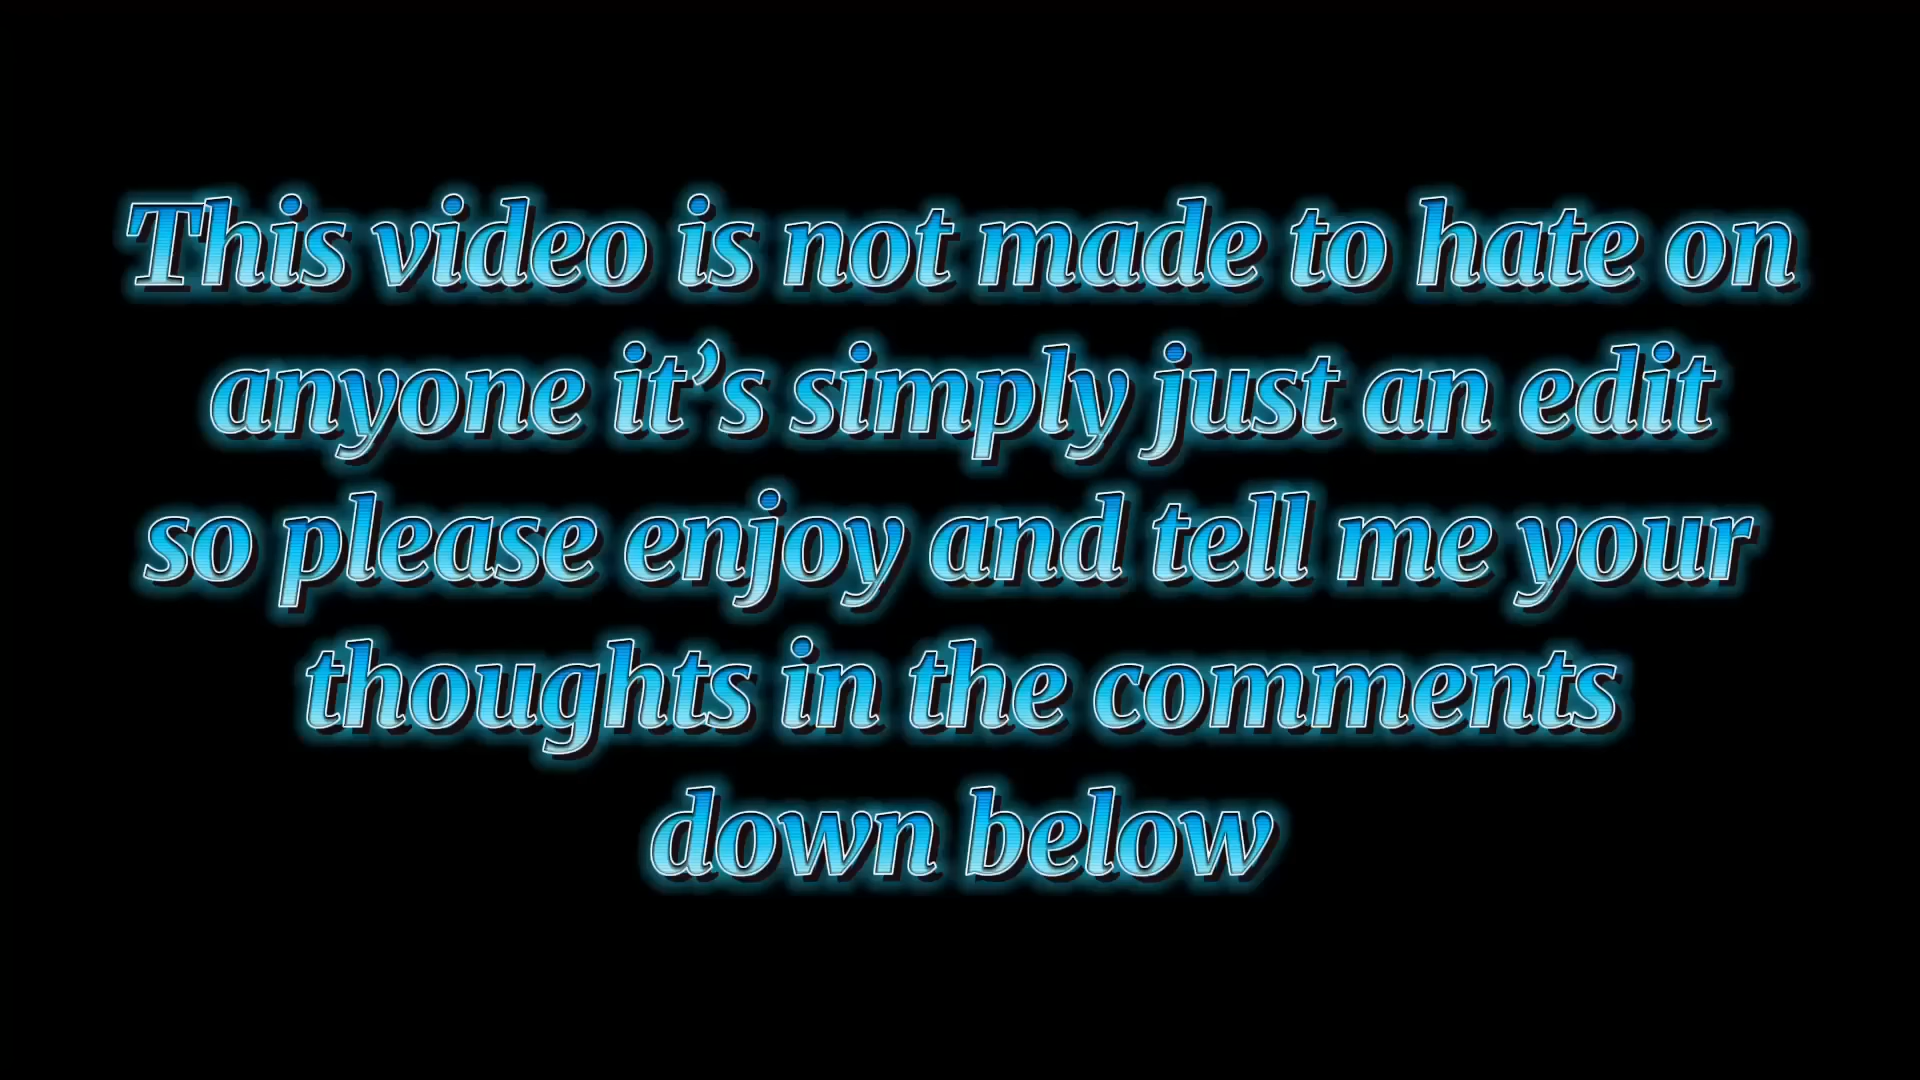 This video is not made to hate on
anyone it’s simply just an edit
so please enjoy and tell me your
thoughts in the comments
down below